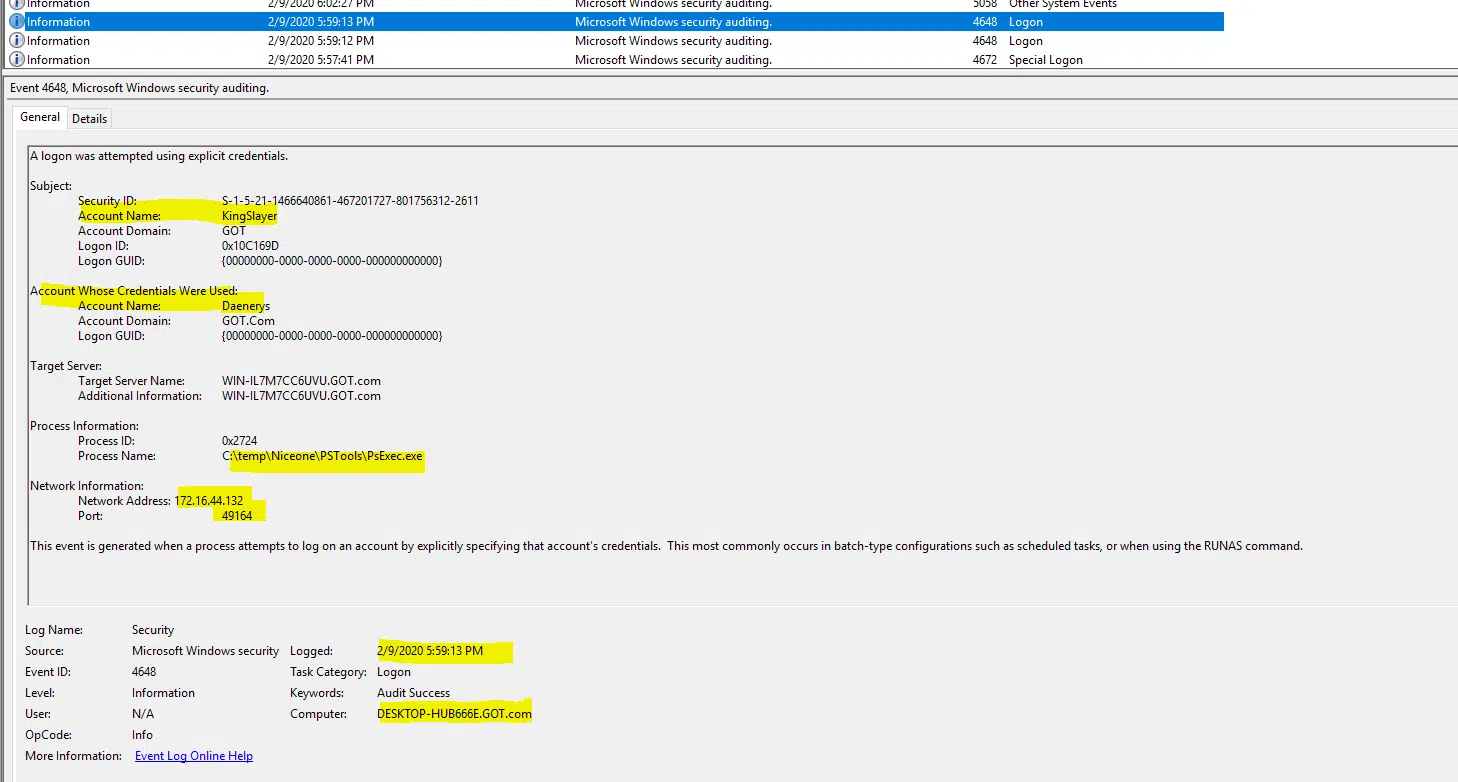 Information 2/9/2020 6:02:27 PM Microsoft Windows security auditing. 5058 Other System Events
Information 2/9/2020 5:59:13 PM Microsoft Windows security auditing. 4648 Logon
Information 2/9/2020 5:59:12 PM Microsoft Windows security auditing. 4648 Logon
Information 2/9/2020 5:57:41 PM Microsoft Windows security auditing. 4672 Special Logon
Event 4648, Microsoft Windows security auditing.
General Details
A logon was attempted using explicit credentials.
Subject:
Security ID: S-1-5-21-1466640861-467201727-801756312-2611
Account Name: KingSlayer
Account Domain: GOT
Logon ID: 0x10C169D
Logon GUID: {00000000-0000-0000-0000-000000000000}
Account Whose Credentials Were Used:
Account Name: Daenerys
Account Domain: GOT.Com
Logon GUID: {00000000-0000-0000-0000-000000000000}
Target Server:
Target Server Name: WIN-IL7M7CC6UVU.GOT.com
Additional Information: WIN-IL7M7CC6UVU.GOT.com
Process Information:
Process ID: 0x2724
Process Name: C:\temp\Niceone\PSTools\PsExec.exe
Network Information:
Network Address: 172.16.44.132
Port: 49164
This event is generated when a process attempts to log on an account by explicitly specifying that account's credentials. This most commonly occurs in batch-type configurations such as scheduled tasks, or when using the RUNAS command.
Log Name: Security
Source: Microsoft Windows security Logged: 2/9/2020 5:59:13 PM
Event ID: 4648 Task Category: Logon
Level: Information Keywords: Audit Success
User: N/A Computer: DESKTOP-HUB666E.GOT.com
OpCode: Info
More Information: Event Log Online Help